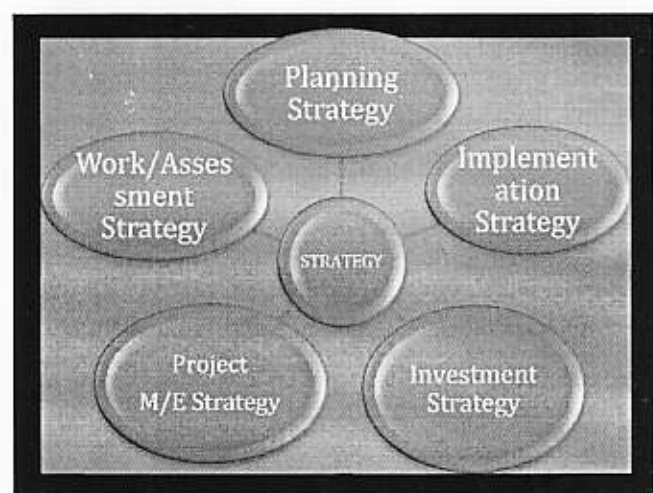 Planning
Strategy
Work/Asses
sment
Strategy
Implement
ation
Strategy
STRATEGY
Project
M/E Strategy
Investment
Strategy